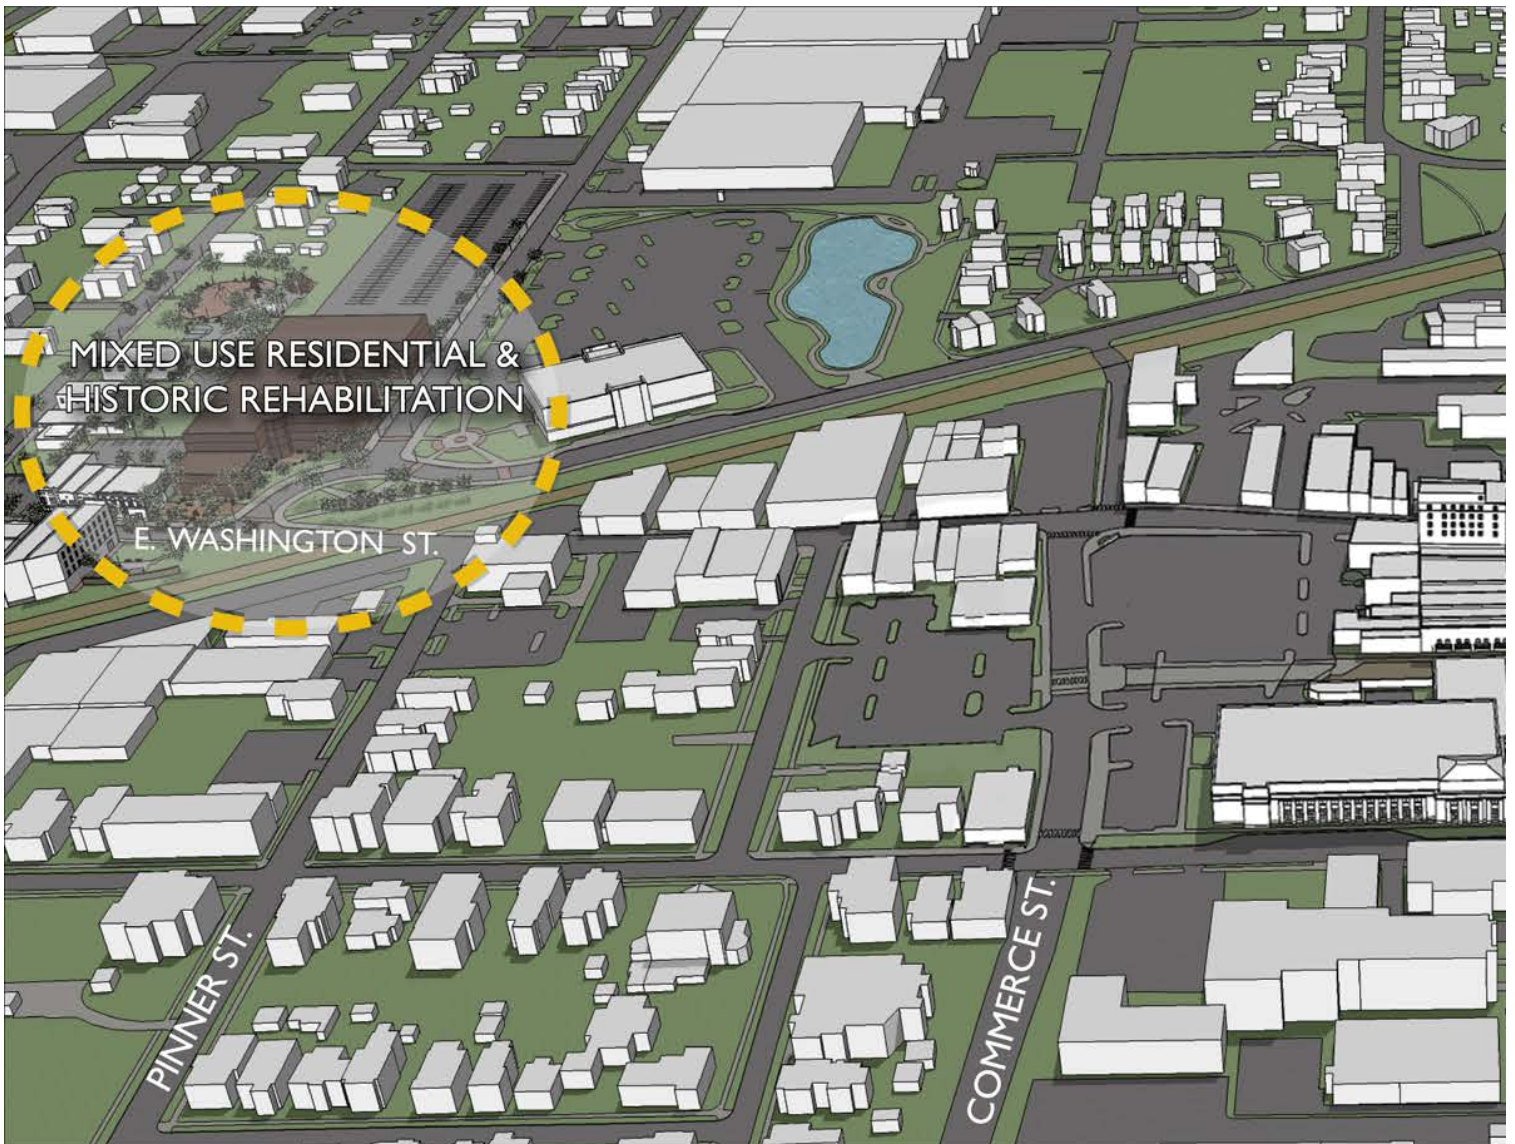 MIXED USE RESIDENTIAL &
HISTORIC REHABILITATION
E. WASHINGTON ST.
PINNER ST.
COMMERCE ST.